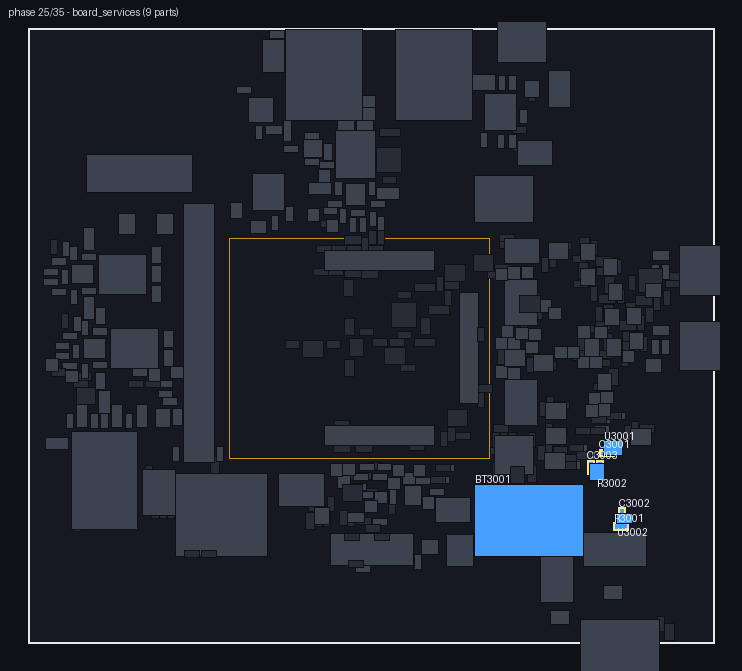 phase 25/35 - board_services (9 parts)
U3001
C3001
C3003
BT3001
R3002
C3002
R3001
U3002